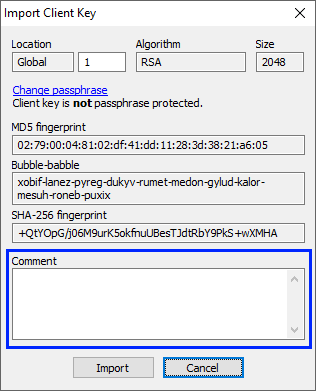 Import Client Key
Location Algorithm Size
Global 1 RSA 2048
Change passphrase
Client key is not passphrase protected.
MD5 fingerprint
02:79:00:04:81:02:df:41:dd:11:28:3d:38:21:a6:05
Bubble-babble
xobif-lanez-pyreg-dukyv-rumet-medon-gylud-kalor-
mesuh-roneb-puxix
SHA-256 fingerprint
+QtYOpG/j06M9urK5okfnuUBesTJdtRbY9PkS+wXMHA
Comment
Import Cancel